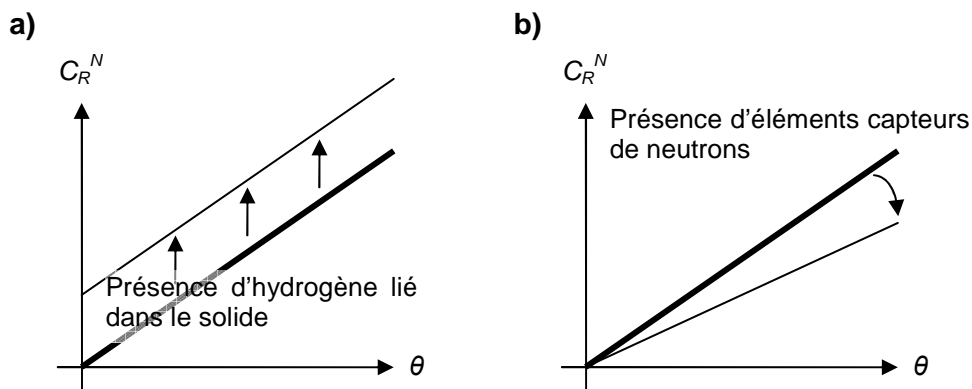 a)
C_R^N
Présence d'hydrogène lié
dans le solide
θ
b)
C_R^N
Présence d'éléments capteurs
de neutrons
θ